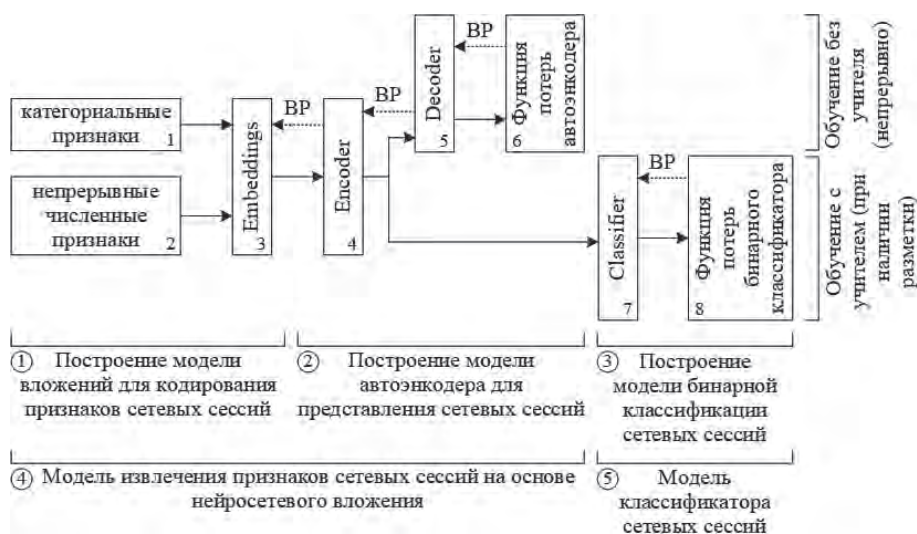 категориальные
признаки
1
непрерывные
численные
признаки
2
Embeddings
3
BP
Encoder
4
BP
Decoder
5
BP
Функция
потерь
автоэнкодера
6
Обучение без
учителя
(непрерывно)
Classifier
7
BP
Функция
потерь
бинарного
классификатора
8
Обучение с
учителем (при
наличии
разметки)
① Построение модели
вложений для кодирования
признаков сетевых сессий
② Построение модели
автоэнкодера для
представления сетевых сессий
③ Построение
модели бинарной
классификации
сетевых сессий
④ Модель извлечения признаков сетевых сессий на основе
нейросетевого вложения
⑤ Модель
классификатора
сетевых сессий